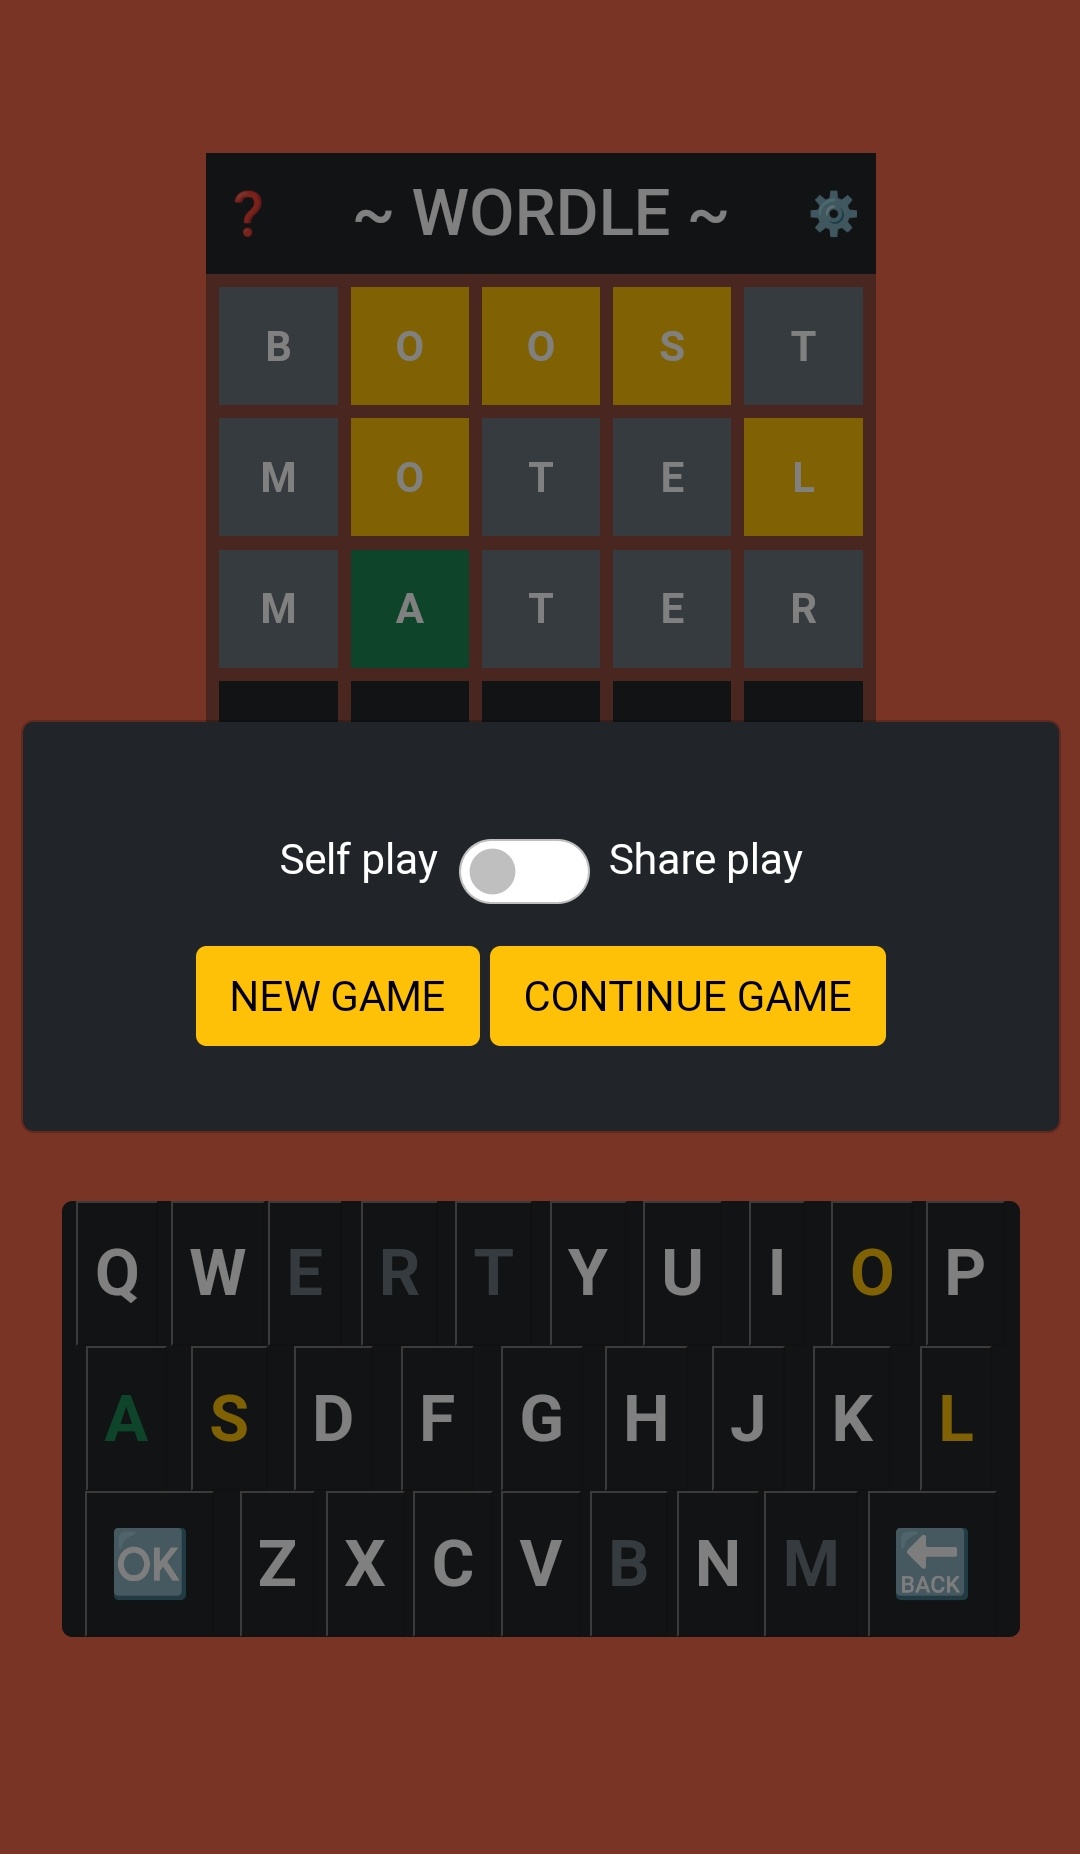 ❓ ~ WORDLE ~ ⚙️
B O O S T
M O T E L
M A T E R
Self play Share play
NEW GAME CONTINUE GAME
Q W E R T Y U I O P
A S D F G H J K L
OK Z X C V B N M BACK